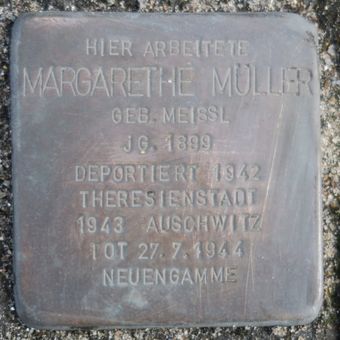 HIER ARBEITETE
MARGARETHE MÜLLER
GEB. MEISSL
JG. 1899
DEPORTIERT 1942
THERESIENSTADT
1943 AUSCHWITZ
TOT 27.7.1944
NEUENGAMME